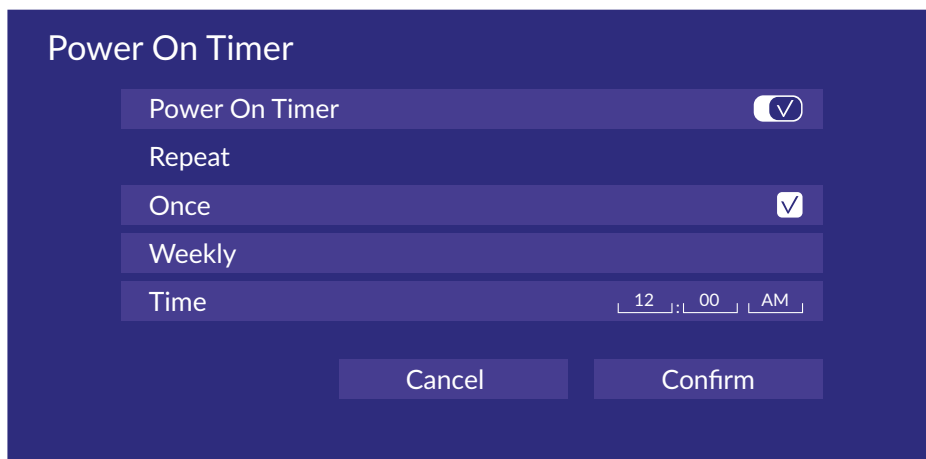 Power On Timer
Power On Timer
Repeat
Once
Weekly
Time 12 : 00 AM
Cancel Confirm